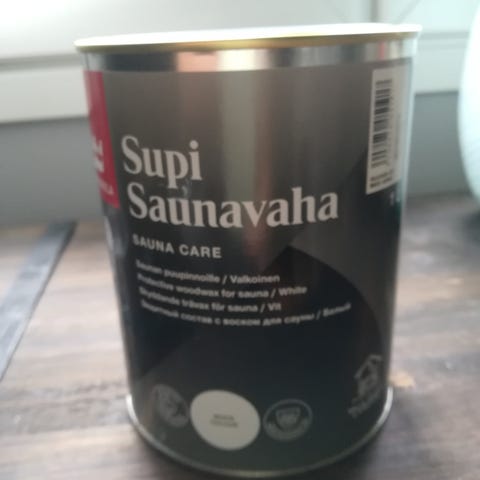 Supi
Saunavaha
SAUNA CARE
Saunan puupinnoille / Valkoinen
Protective woodwax for sauna / White
Skyddande trävax för sauna / Vit
Защитный состав с воском для сауны / Белый